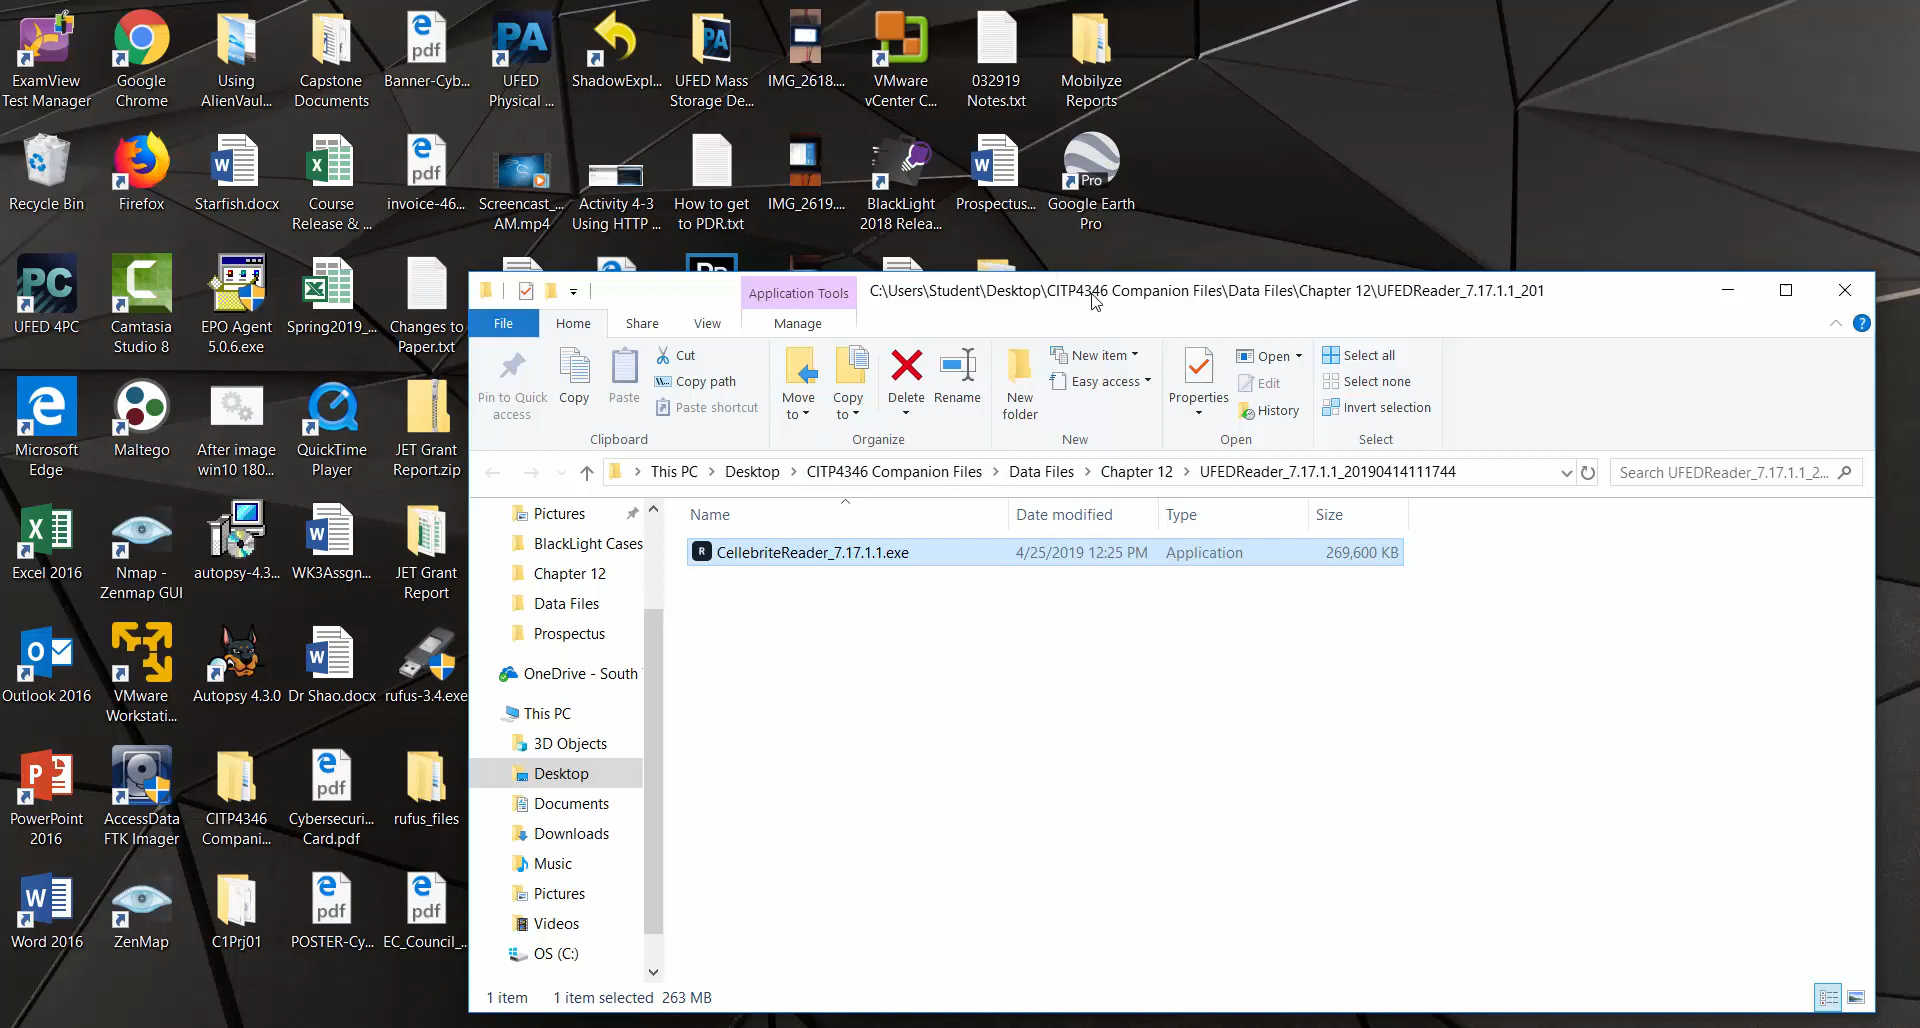 ExamView
Test Manager
Google
Chrome
Using
AlienVaul...
Capstone
Documents
pdf
Banner-Cyb...
PA
UFED
Physical ...
ShadowExpl...
PA
UFED Mass
Storage De...
IMG_2618....
VMware
vCenter C...
032919
Notes.txt
Mobilyze
Reports
Recycle Bin
Firefox
W
Starfish.docx
X
Course
Release & ...
pdf
invoice-46...
Screencast_...
AM.mp4
Activity 4-3
Using HTTP ...
How to get
to PDR.txt
IMG_2619....
BlackLight
2018 Relea...
W
Prospectus...
Pro
Google Earth
Pro
PC
UFED 4PC
C
Camtasia
Studio 8
EPO Agent
5.0.6.exe
X
Spring2019_...
Changes to
Paper.txt
Microsoft
Edge
Maltego
After image
win10 180...
QuickTime
Player
JET Grant
Report.zip
X
Excel 2016
Nmap -
Zenmap GUI
autopsy-4.3...
W
WK3Assgn...
JET Grant
Report
O
Outlook 2016
VMware
Workstati...
Autopsy 4.3.0
W
Dr Shao.docx
rufus-3.4.exe
P
PowerPoint
2016
AccessData
FTK Imager
CITP4346
Compani...
pdf
Cybersecuri...
Card.pdf
rufus_files
W
Word 2016
ZenMap
C1Prj01
pdf
POSTER-Cy...
pdf
EC_Council_...
Application Tools
C:\Users\Student\Desktop\CITP4346 Companion Files\Data Files\Chapter 12\UFEDReader_7.17.1.1_201
File
Home
Share
View
Manage
Pin to Quick
access
Copy
Paste
Cut
Copy path
Paste shortcut
Clipboard
Move
to
Copy
to
Delete
Rename
Organize
New
folder
New item
Easy access
New
Properties
Open
Edit
History
Open
Select all
Select none
Invert selection
Select
This PC > Desktop > CITP4346 Companion Files > Data Files > Chapter 12 > UFEDReader_7.17.1.1_20190414111744
Search UFEDReader_7.17.1.1_2...
Pictures
BlackLight Cases
Chapter 12
Data Files
Prospectus
OneDrive - South
This PC
3D Objects
Desktop
Documents
Downloads
Music
Pictures
Videos
OS (C:)
Name Date modified Type Size
R CellebriteReader_7.17.1.1.exe 4/25/2019 12:25 PM Application 269,600 KB
1 item 1 item selected 263 MB